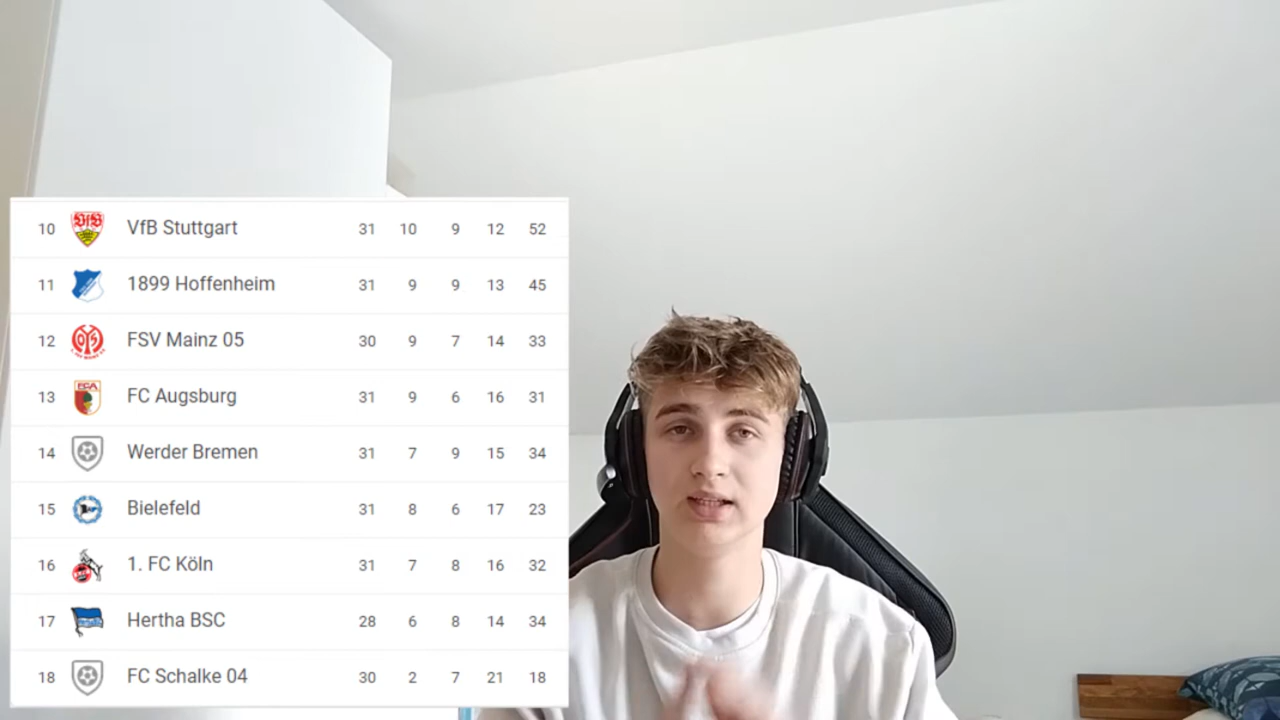 10 VfB Stuttgart 31 10 9 12 52
11 1899 Hoffenheim 31 9 9 13 45
12 FSV Mainz 05 30 9 7 14 33
13 FC Augsburg 31 9 6 16 31
14 Werder Bremen 31 7 9 15 34
15 Bielefeld 31 8 6 17 23
16 1. FC Köln 31 7 8 16 32
17 Hertha BSC 28 6 8 14 34
18 FC Schalke 04 30 2 7 21 18